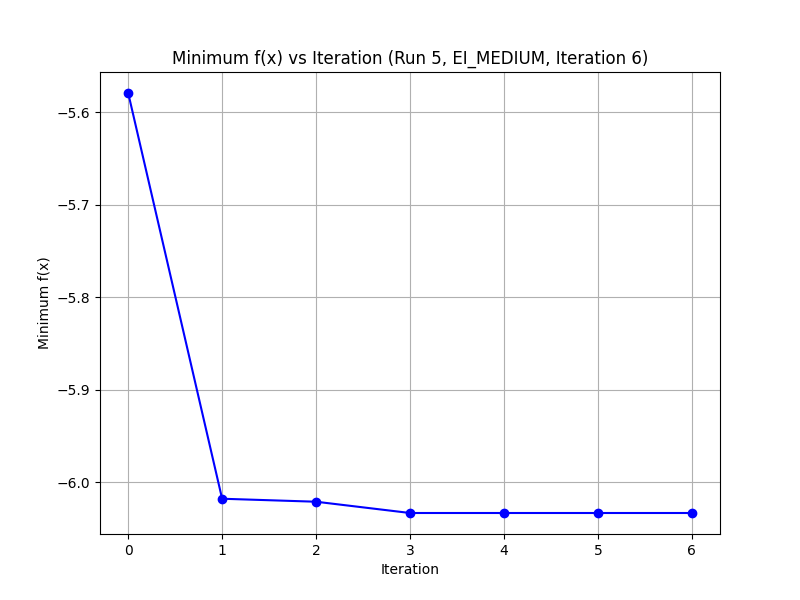 Minimum f(x) vs Iteration (Run 5, EI_MEDIUM, Iteration 6)
Minimum f(x)
−5.6
−5.7
−5.8
−5.9
−6.0
0 1 2 3 4 5 6
Iteration